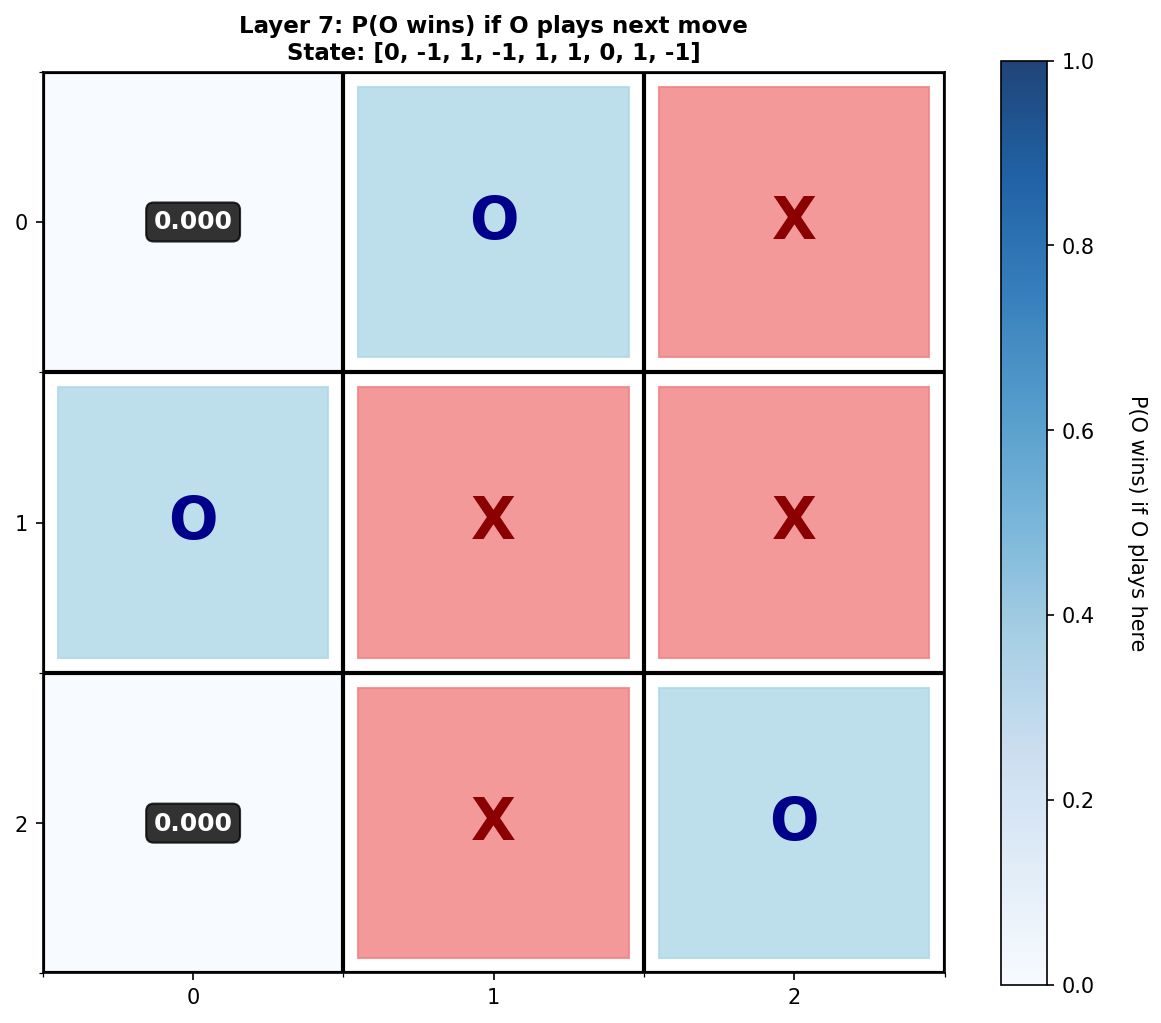 Layer 7: P(O wins) if O plays next move
State: [0, -1, 1, -1, 1, 1, 0, 1, -1]
0
0.000
O
X
1
O
X
X
2
0.000
X
O
0
1
2
1.0
0.8
0.6
0.4
0.2
0.0
P(O wins) if O plays here